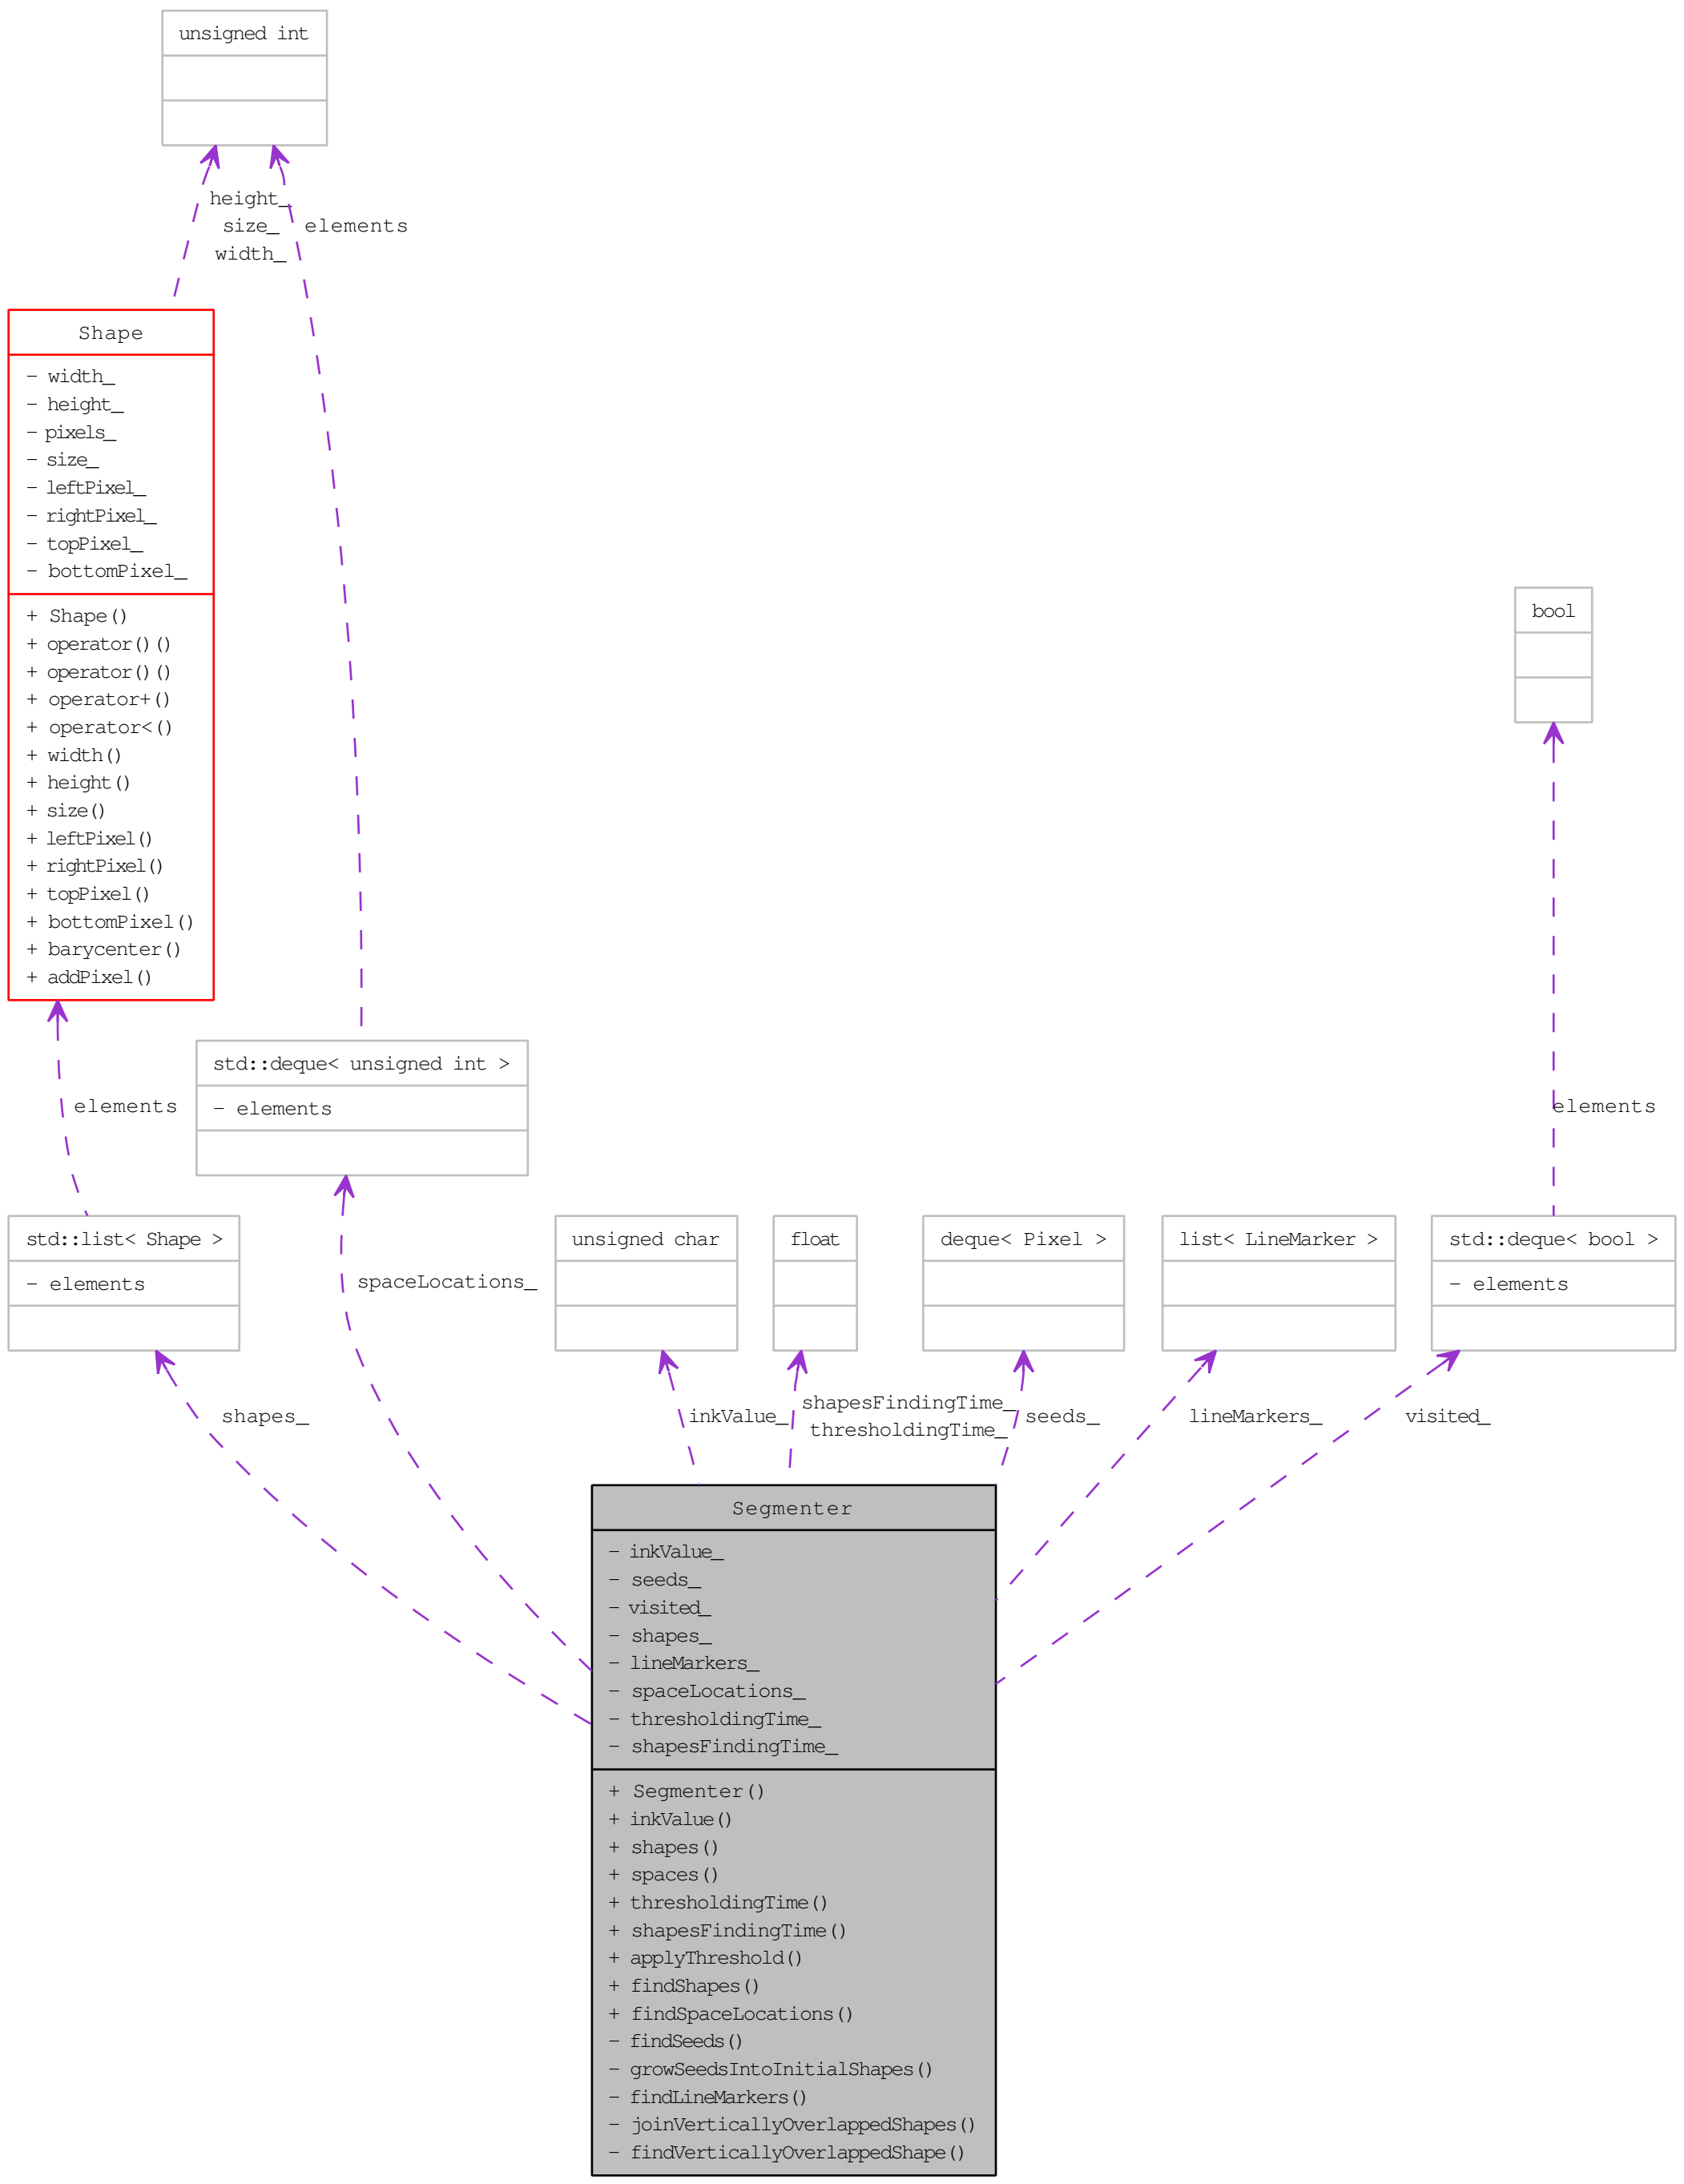 unsigned int
height_
size_
width_
elements
Shape
- width_
- height_
- pixels_
- size_
- leftPixel_
- rightPixel_
- topPixel_
- bottomPixel_
+ Shape()
+ operator()()
+ operator()()
+ operator+()
+ operator<()
+ width()
+ height()
+ size()
+ leftPixel()
+ rightPixel()
+ topPixel()
+ bottomPixel()
+ barycenter()
+ addPixel()
bool
std::deque< unsigned int >
- elements
elements
elements
std::list< Shape >
- elements
spaceLocations_
unsigned char
float
deque< Pixel >
list< LineMarker >
std::deque< bool >
- elements
shapes_
inkValue_
shapesFindingTime_
thresholdingTime_
seeds_
lineMarkers_
visited_
Segmenter
- inkValue_
- seeds_
- visited_
- shapes_
- lineMarkers_
- spaceLocations_
- thresholdingTime_
- shapesFindingTime_
+ Segmenter()
+ inkValue()
+ shapes()
+ spaces()
+ thresholdingTime()
+ shapesFindingTime()
+ applyThreshold()
+ findShapes()
+ findSpaceLocations()
- findSeeds()
- growSeedsIntoInitialShapes()
- findLineMarkers()
- joinVerticallyOverlappedShapes()
- findVerticallyOverlappedShape()